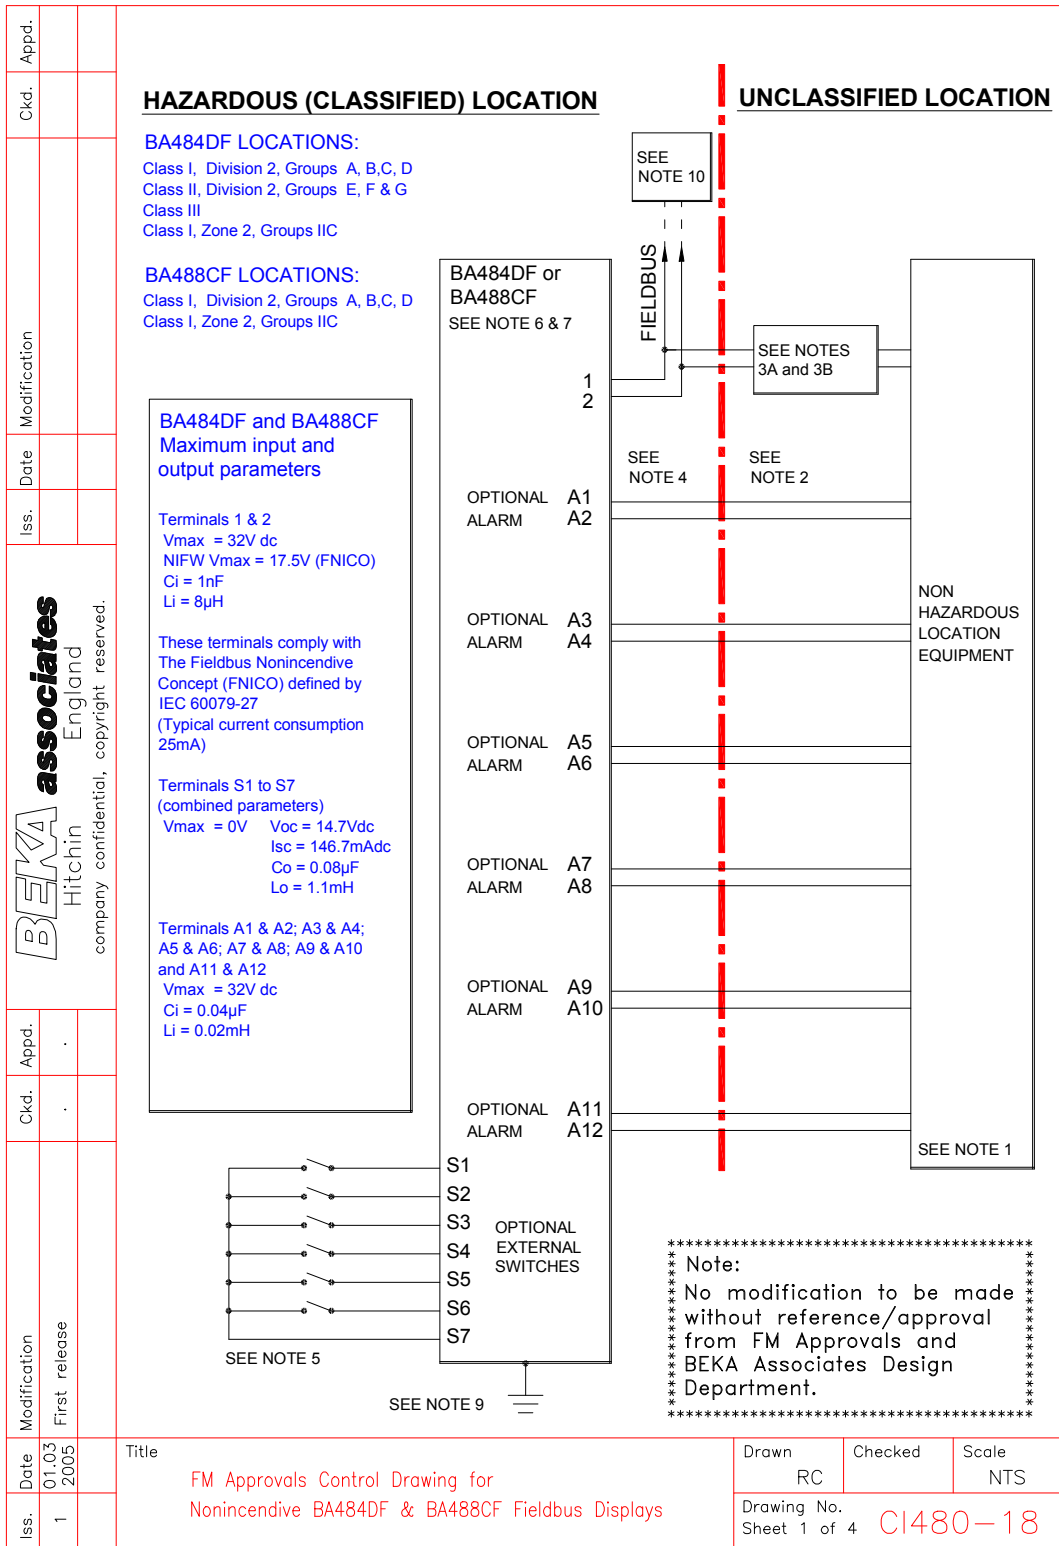 HAZARDOUS (CLASSIFIED) LOCATION
UNCLASSIFIED LOCATION
BA484DF LOCATIONS:
Class I, Division 2, Groups A, B,C, D
Class II, Division 2, Groups E, F & G
Class III
Class I, Zone 2, Groups IIC
BA488CF LOCATIONS:
Class I, Division 2, Groups A, B,C, D
Class I, Zone 2, Groups IIC
SEE
NOTE 10
FIELDBUS
BA484DF or
BA488CF
SEE NOTE 6 & 7
1
2
SEE NOTES
3A and 3B
SEE
NOTE 4
SEE
NOTE 2
BA484DF and BA488CF
Maximum input and
output parameters
Terminals 1 & 2
Vmax = 32V dc
NIFW Vmax = 17.5V (FNICO)
Ci = 1nF
Li = 8µH
These terminals comply with
The Fieldbus Nonincendive
Concept (FNICO) defined by
IEC 60079-27
(Typical current consumption
25mA)
Terminals S1 to S7
(combined parameters)
Vmax = 0V Voc = 14.7Vdc
Isc = 146.7mAdc
Co = 0.08µF
Lo = 1.1mH
Terminals A1 & A2; A3 & A4;
A5 & A6; A7 & A8; A9 & A10
and A11 & A12
Vmax = 32V dc
Ci = 0.04µF
Li = 0.02mH
OPTIONAL A1
ALARM A2
OPTIONAL A3
ALARM A4
OPTIONAL A5
ALARM A6
OPTIONAL A7
ALARM A8
OPTIONAL A9
ALARM A10
OPTIONAL A11
ALARM A12
NON
HAZARDOUS
LOCATION
EQUIPMENT
SEE NOTE 1
S1
S2
S3
S4
S5
S6
S7
OPTIONAL
EXTERNAL
SWITCHES
SEE NOTE 5
SEE NOTE 9
Note:
No modification to be made
without reference/approval
from FM Approvals and
BEKA Associates Design
Department.
Title
FM Approvals Control Drawing for
Nonincendive BA484DF & BA488CF Fieldbus Displays
Drawn
RC
Checked
Scale
NTS
Drawing No.
Sheet 1 of 4
CI480-18
Iss. Date Modification Ckd. Appd.
1 01.03 2005 First release . .
BEKA associates
Hitchin England
company confidential, copyright reserved.
Iss. Date Modification Ckd. Appd.